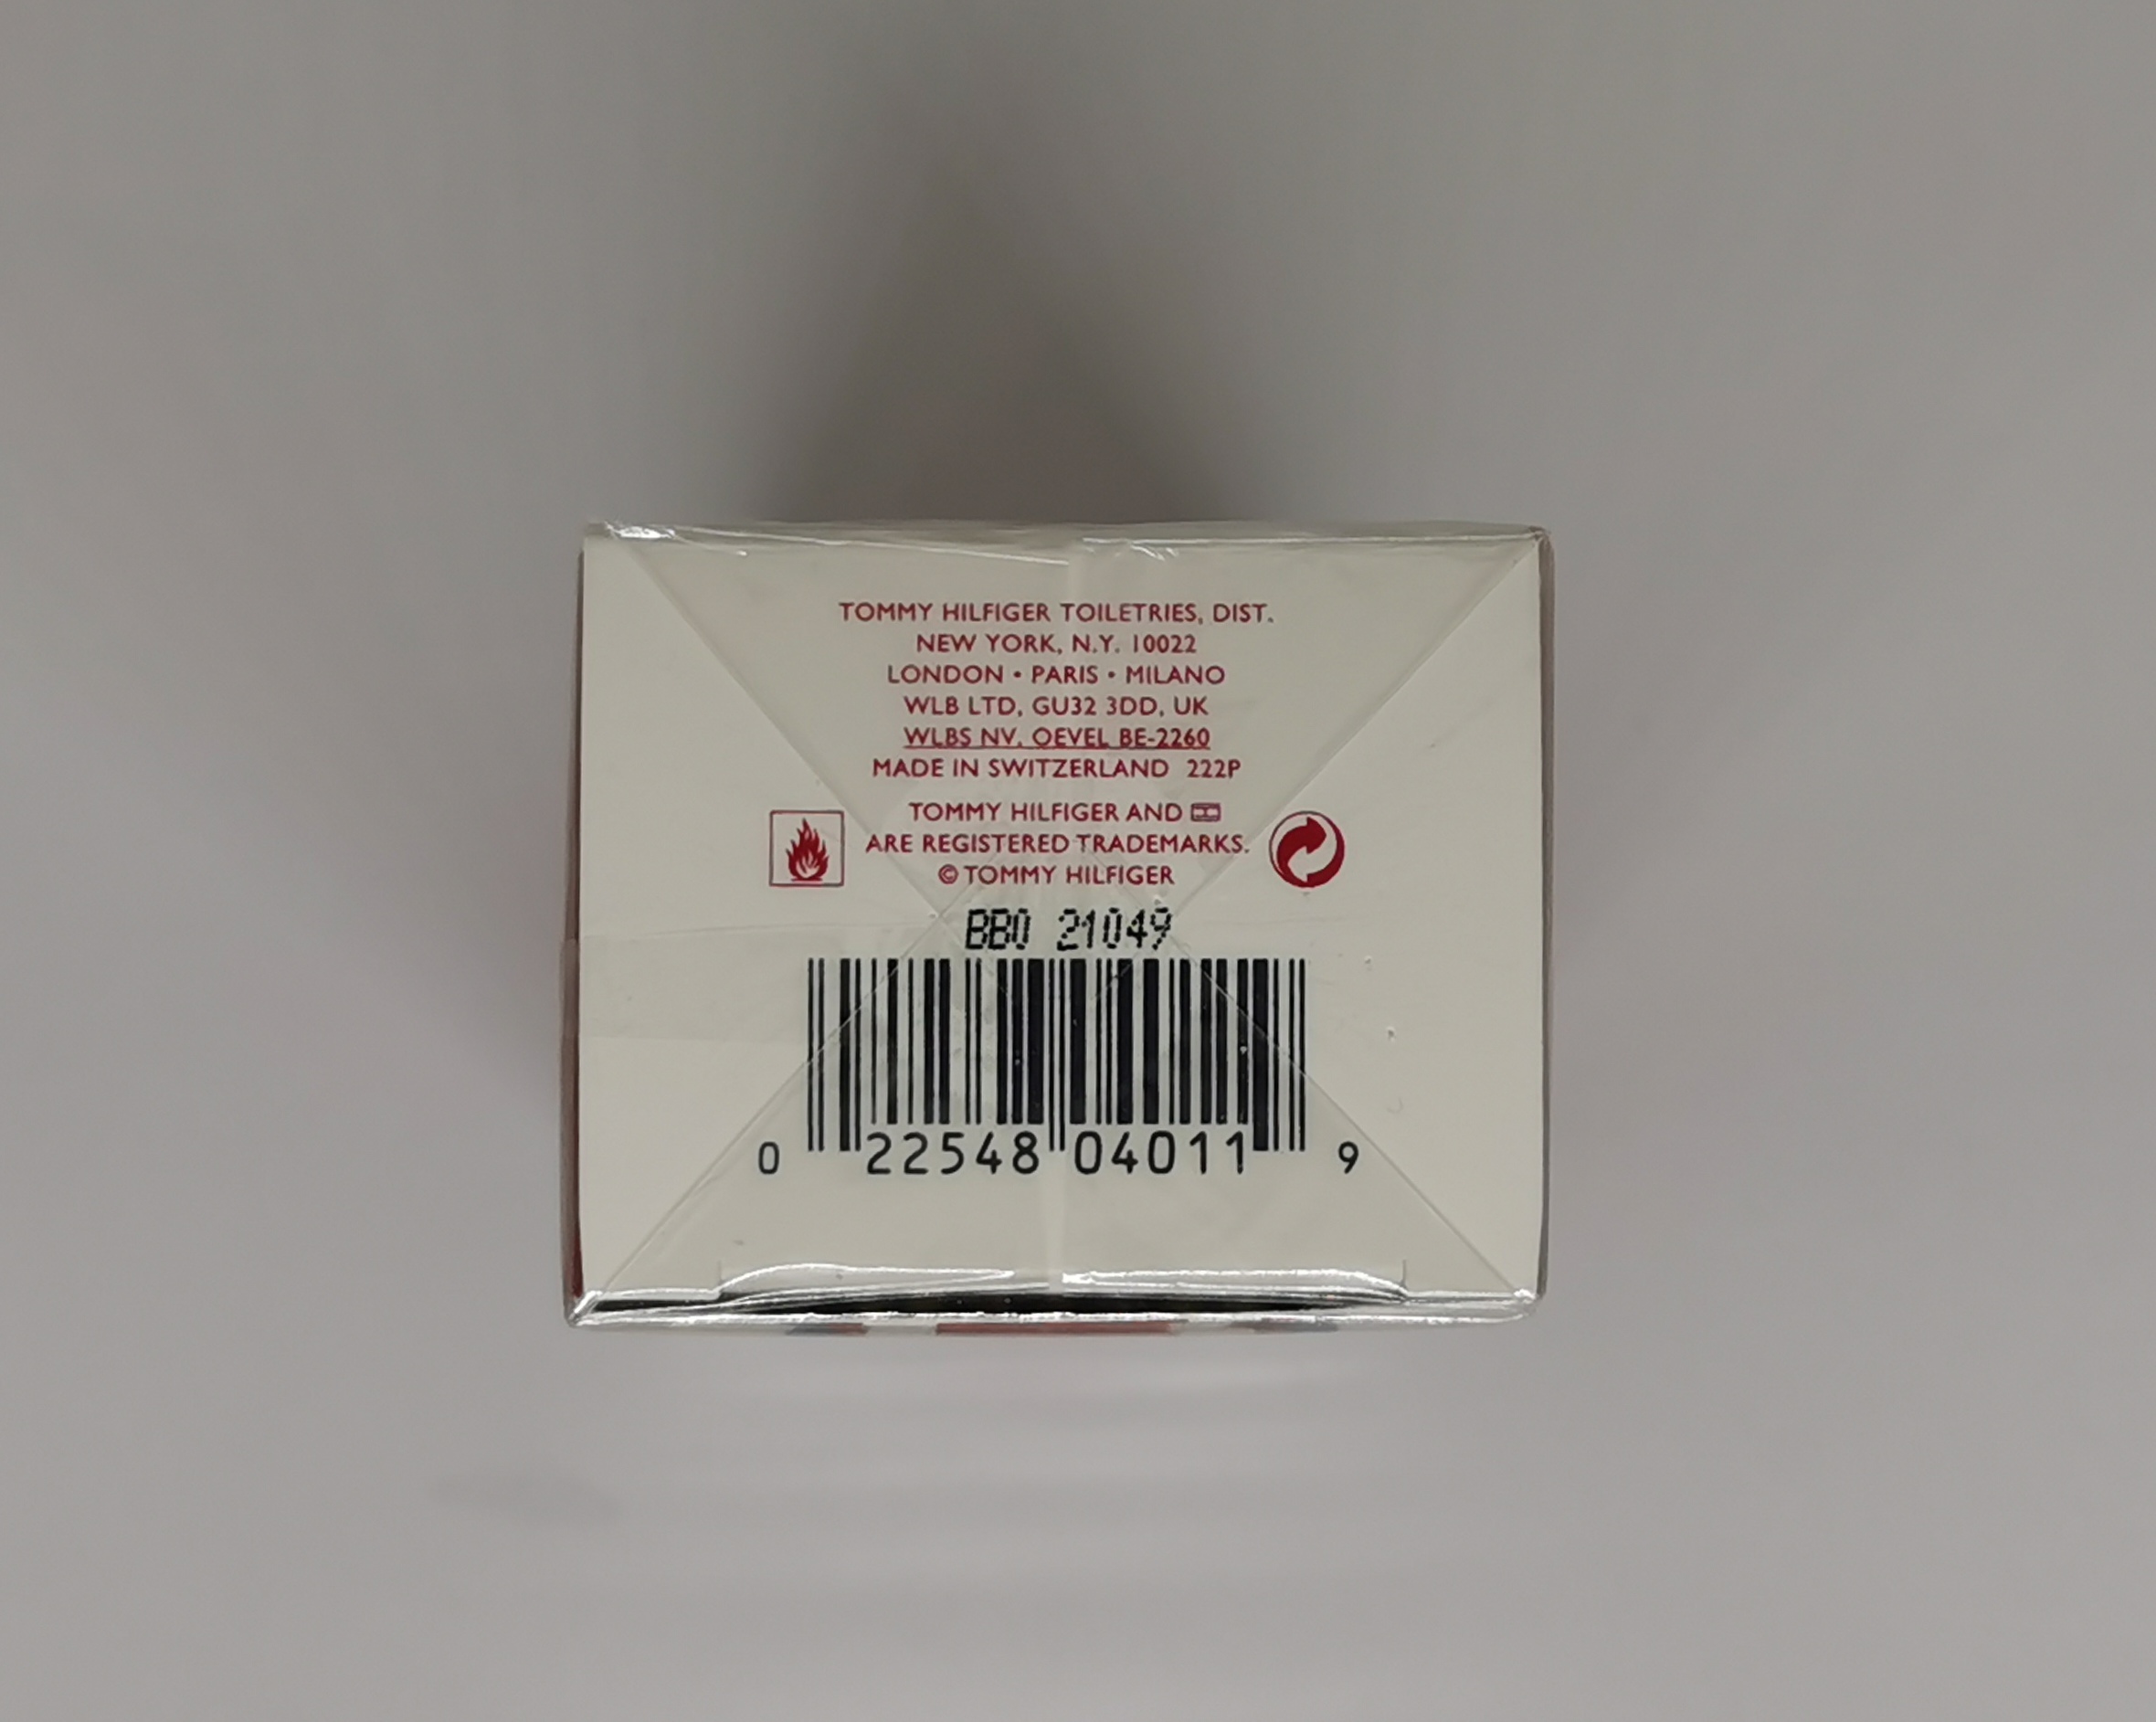 TOMMY HILFIGER TOILETRIES, DIST.
NEW YORK, N.Y. 10022
LONDON • PARIS • MILANO
WLB LTD, GU32 3DD, UK
WLBS NV, OEVEL BE-2260
MADE IN SWITZERLAND 222P
TOMMY HILFIGER AND
ARE REGISTERED TRADEMARKS.
© TOMMY HILFIGER
BB0 21049
0 22548 04011 9